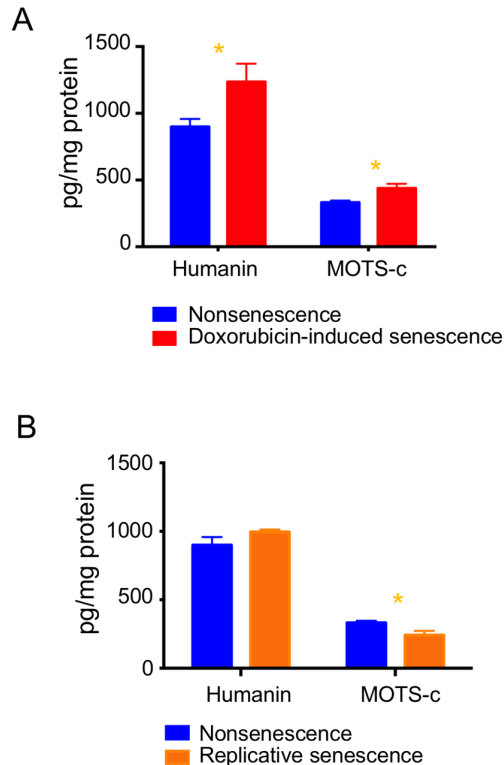 A
pg/mg protein
1500
1000
500
0
*
*
Humanin MOTS-c
Nonsenescence
Doxorubicin-induced senescence
B
pg/mg protein
1500
1000
500
0
*
Humanin MOTS-c
Nonsenescence
Replicative senescence